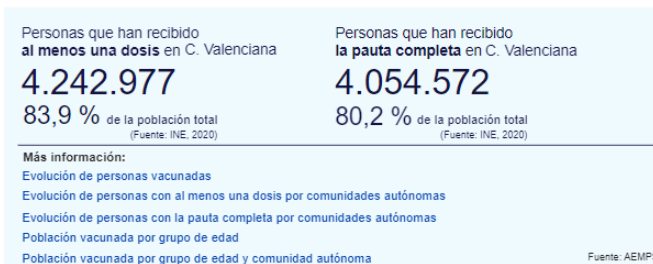 Personas que han recibido
al menos una dosis en C. Valenciana
4.242.977
83,9 % de la población total
(Fuente: INE, 2020)
Personas que han recibido
la pauta completa en C. Valenciana
4.054.572
80,2 % de la población total
(Fuente: INE, 2020)
Más información:
Evolución de personas vacunadas
Evolución de personas con al menos una dosis por comunidades autónomas
Evolución de personas con la pauta completa por comunidades autónomas
Población vacunada por grupo de edad
Población vacunada por grupo de edad y comunidad autónoma
Fuente: